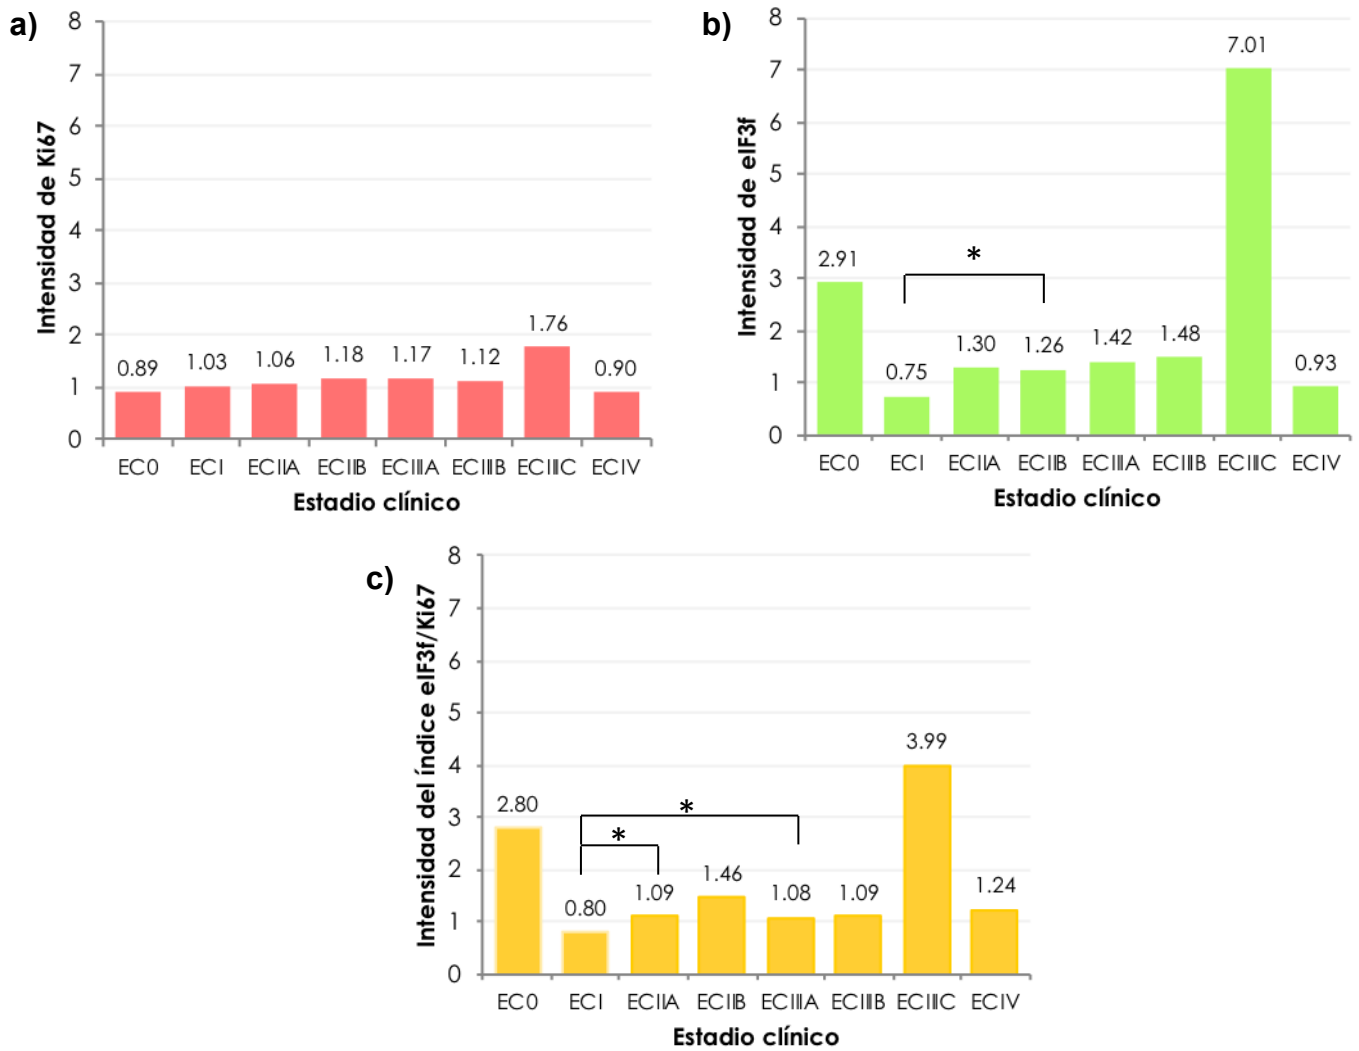 a)
Intensidad de Ki67
8
7
6
5
4
3
2
1
0
0.89 1.03 1.06 1.18 1.17 1.12 1.76 0.90
EC0 ECI ECIIA ECIIB ECIIIA ECIIIB ECIIIC ECIV
Estadio clínico
b)
Intensidad de eIF3f
8
7
6
5
4
3
2
1
0
2.91 0.75 1.30 1.26 1.42 1.48 7.01 0.93
*
EC0 ECI ECIIA ECIIB ECIIIA ECIIIB ECIIIC ECIV
Estadio clínico
c)
Intensidad del índice eIF3f/Ki67
8
7
6
5
4
3
2
1
0
2.80 0.80 1.09 1.46 1.08 1.09 3.99 1.24
*
*
EC0 ECI ECIIA ECIIB ECIIIA ECIIIB ECIIIC ECIV
Estadio clínico